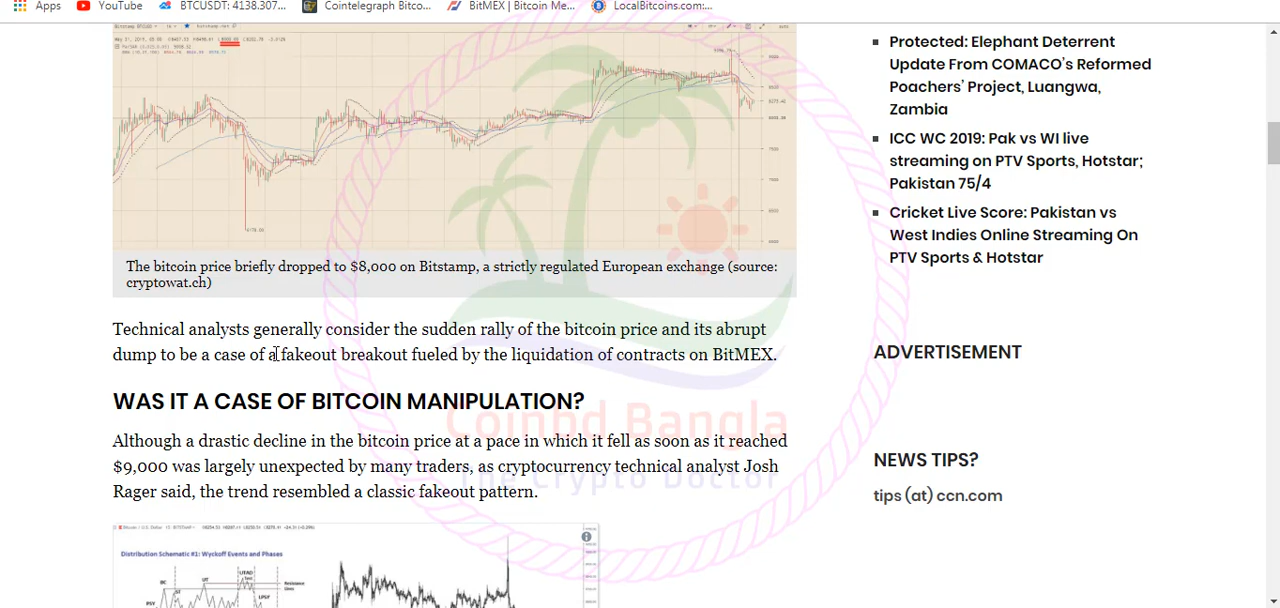 Apps
YouTube
BTCUSDT: 4138.307...
Cointelegraph Bitco...
BitMEX | Bitcoin Me...
LocalBitcoins.com:...
The bitcoin price briefly dropped to $8,000 on Bitstamp, a strictly regulated European exchange (source:
cryptowat.ch)
Technical analysts generally consider the sudden rally of the bitcoin price and its abrupt
dump to be a case of a fakeout breakout fueled by the liquidation of contracts on BitMEX.
WAS IT A CASE OF BITCOIN MANIPULATION?
Although a drastic decline in the bitcoin price at a pace in which it fell as soon as it reached
$9,000 was largely unexpected by many traders, as cryptocurrency technical analyst Josh
Rager said, the trend resembled a classic fakeout pattern.
Distribution Schematic #1: Wyckoff Events and Phases
BC
UT
UTAD
Test
LPSY
PSY
Resistance
Coinbd Bangla
The Crypto Doctor
Protected: Elephant Deterrent
Update From COMACO's Reformed
Poachers' Project, Luangwa,
Zambia
ICC WC 2019: Pak vs WI live
streaming on PTV Sports, Hotstar;
Pakistan 75/4
Cricket Live Score: Pakistan vs
West Indies Online Streaming On
PTV Sports & Hotstar
ADVERTISEMENT
NEWS TIPS?
tips (at) ccn.com